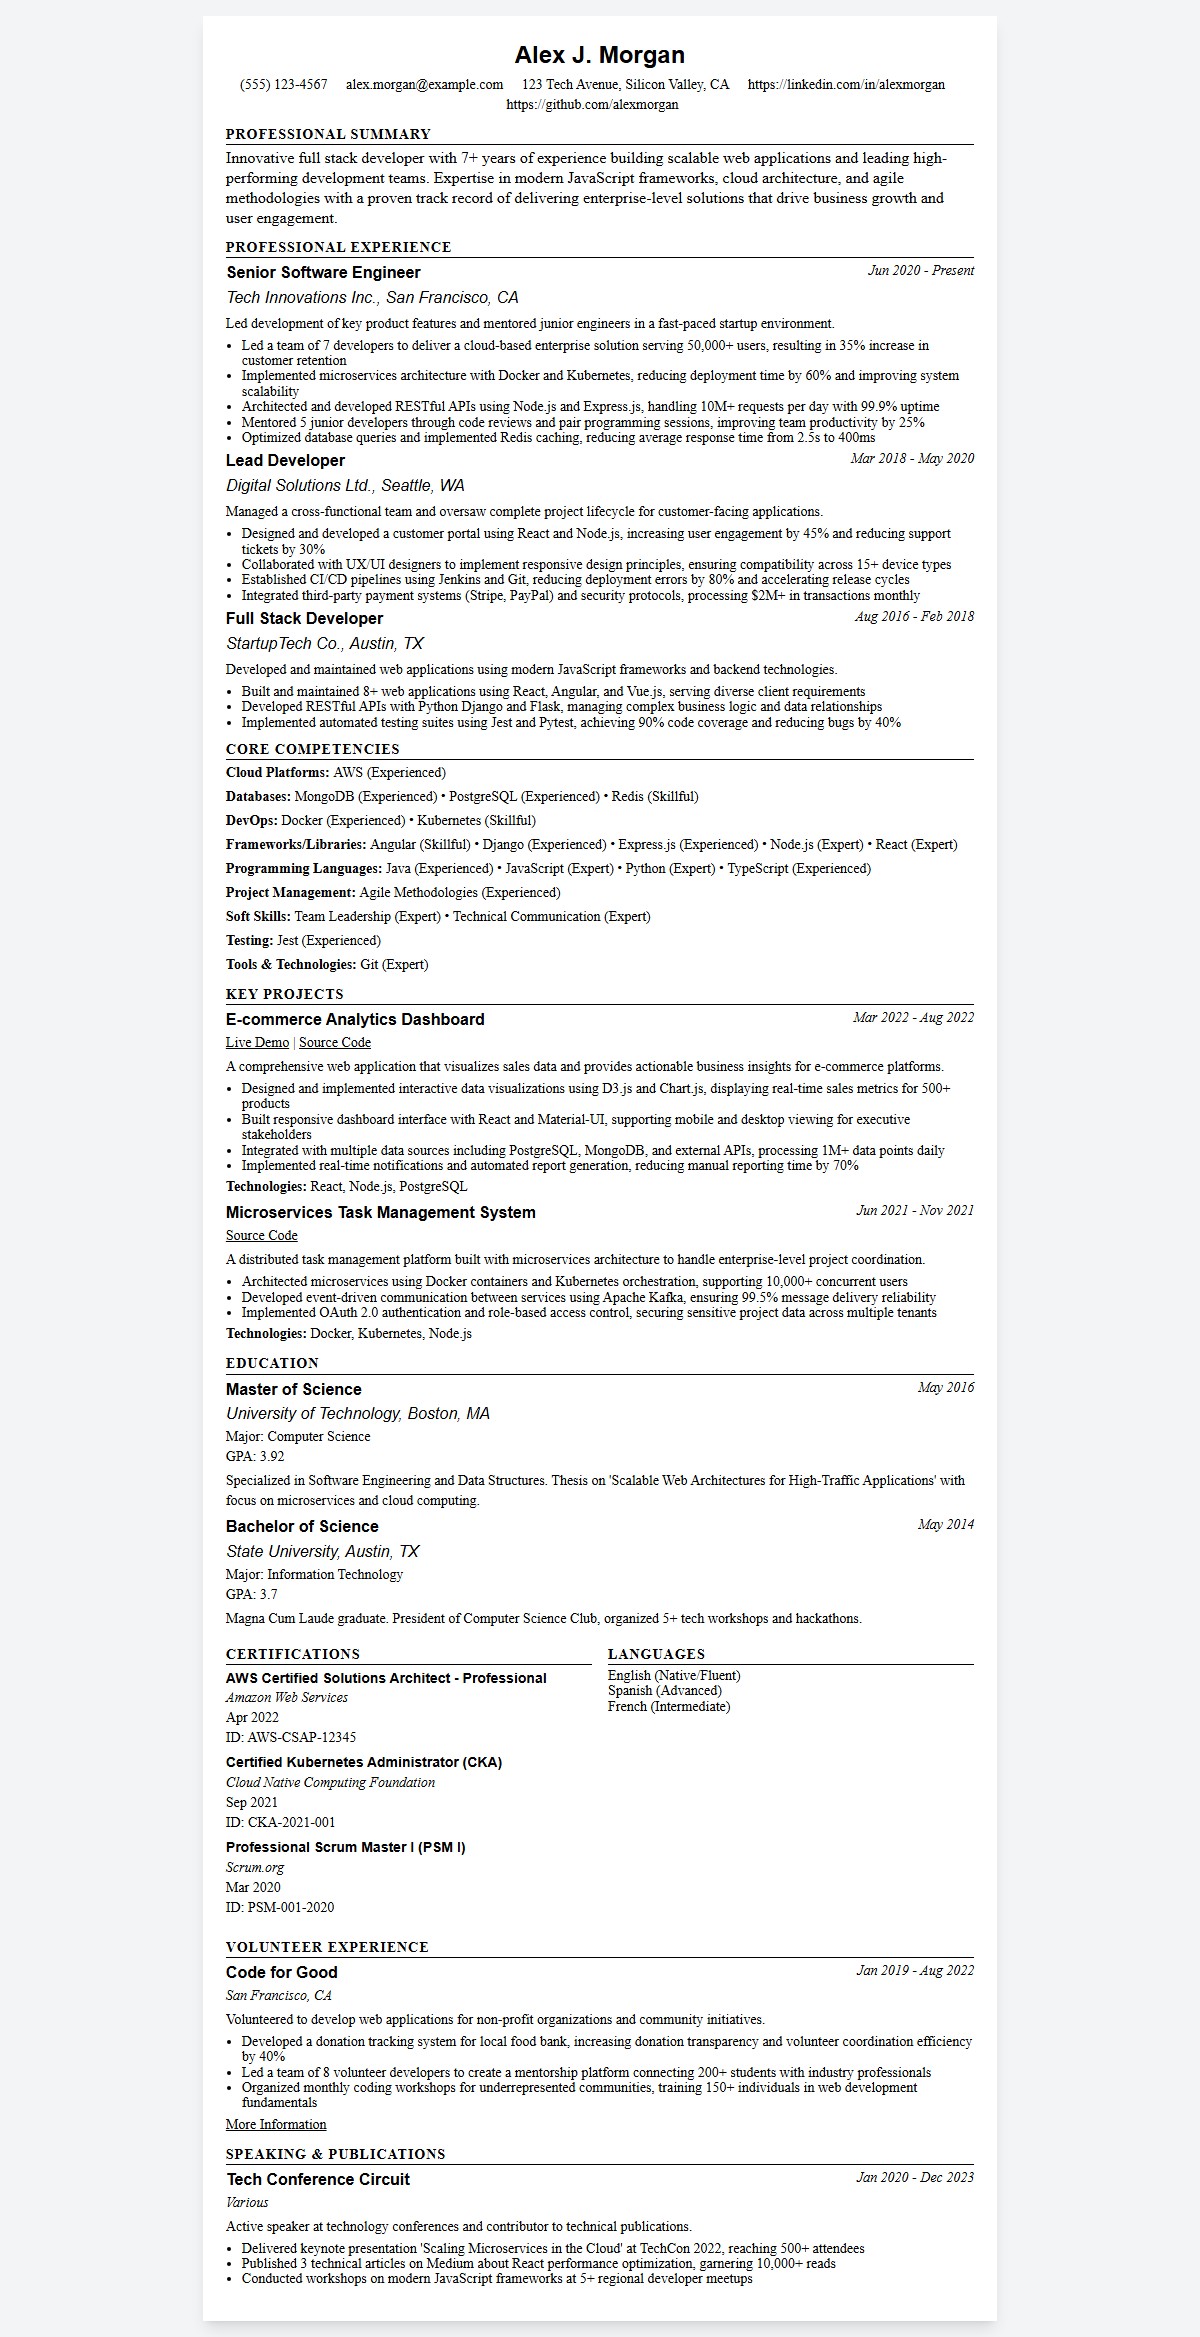 Alex J. Morgan
(555) 123-4567 alex.morgan@example.com 123 Tech Avenue, Silicon Valley, CA https://linkedin.com/in/alexmorgan
https://github.com/alexmorgan
PROFESSIONAL SUMMARY
Innovative full stack developer with 7+ years of experience building scalable web applications and leading high-
performing development teams. Expertise in modern JavaScript frameworks, cloud architecture, and agile
methodologies with a proven track record of delivering enterprise-level solutions that drive business growth and
user engagement.
PROFESSIONAL EXPERIENCE
Senior Software Engineer Jun 2020 - Present
Tech Innovations Inc., San Francisco, CA
Led development of key product features and mentored junior engineers in a fast-paced startup environment.
• Led a team of 7 developers to deliver a cloud-based enterprise solution serving 50,000+ users, resulting in 35% increase in
customer retention
• Implemented microservices architecture with Docker and Kubernetes, reducing deployment time by 60% and improving system
scalability
• Architected and developed RESTful APIs using Node.js and Express.js, handling 10M+ requests per day with 99.9% uptime
• Mentored 5 junior developers through code reviews and pair programming sessions, improving team productivity by 25%
• Optimized database queries and implemented Redis caching, reducing average response time from 2.5s to 400ms
Lead Developer Mar 2018 - May 2020
Digital Solutions Ltd., Seattle, WA
Managed a cross-functional team and oversaw complete project lifecycle for customer-facing applications.
• Designed and developed a customer portal using React and Node.js, increasing user engagement by 45% and reducing support
tickets by 30%
• Collaborated with UX/UI designers to implement responsive design principles, ensuring compatibility across 15+ device types
• Established CI/CD pipelines using Jenkins and Git, reducing deployment errors by 80% and accelerating release cycles
• Integrated third-party payment systems (Stripe, PayPal) and security protocols, processing $2M+ in transactions monthly
Full Stack Developer Aug 2016 - Feb 2018
StartupTech Co., Austin, TX
Developed and maintained web applications using modern JavaScript frameworks and backend technologies.
• Built and maintained 8+ web applications using React, Angular, and Vue.js, serving diverse client requirements
• Developed RESTful APIs with Python Django and Flask, managing complex business logic and data relationships
• Implemented automated testing suites using Jest and Pytest, achieving 90% code coverage and reducing bugs by 40%
CORE COMPETENCIES
Cloud Platforms: AWS (Experienced)
Databases: MongoDB (Experienced) • PostgreSQL (Experienced) • Redis (Skillful)
DevOps: Docker (Experienced) • Kubernetes (Skillful)
Frameworks/Libraries: Angular (Skillful) • Django (Experienced) • Express.js (Experienced) • Node.js (Expert) • React (Expert)
Programming Languages: Java (Experienced) • JavaScript (Expert) • Python (Expert) • TypeScript (Experienced)
Project Management: Agile Methodologies (Experienced)
Soft Skills: Team Leadership (Expert) • Technical Communication (Expert)
Testing: Jest (Experienced)
Tools & Technologies: Git (Expert)
KEY PROJECTS
E-commerce Analytics Dashboard Mar 2022 - Aug 2022
Live Demo | Source Code
A comprehensive web application that visualizes sales data and provides actionable business insights for e-commerce platforms.
• Designed and implemented interactive data visualizations using D3.js and Chart.js, displaying real-time sales metrics for 500+
products
• Built responsive dashboard interface with React and Material-UI, supporting mobile and desktop viewing for executive
stakeholders
• Integrated with multiple data sources including PostgreSQL, MongoDB, and external APIs, processing 1M+ data points daily
• Implemented real-time notifications and automated report generation, reducing manual reporting time by 70%
Technologies: React, Node.js, PostgreSQL
Microservices Task Management System Jun 2021 - Nov 2021
Source Code
A distributed task management platform built with microservices architecture to handle enterprise-level project coordination.
• Architected microservices using Docker containers and Kubernetes orchestration, supporting 10,000+ concurrent users
• Developed event-driven communication between services using Apache Kafka, ensuring 99.5% message delivery reliability
• Implemented OAuth 2.0 authentication and role-based access control, securing sensitive project data across multiple tenants
Technologies: Docker, Kubernetes, Node.js
EDUCATION
Master of Science May 2016
University of Technology, Boston, MA
Major: Computer Science
GPA: 3.92
Specialized in Software Engineering and Data Structures. Thesis on 'Scalable Web Architectures for High-Traffic Applications' with
focus on microservices and cloud computing.
Bachelor of Science May 2014
State University, Austin, TX
Major: Information Technology
GPA: 3.7
Magna Cum Laude graduate. President of Computer Science Club, organized 5+ tech workshops and hackathons.
CERTIFICATIONS
AWS Certified Solutions Architect - Professional
Amazon Web Services
Apr 2022
ID: AWS-CSAP-12345
Certified Kubernetes Administrator (CKA)
Cloud Native Computing Foundation
Sep 2021
ID: CKA-2021-001
Professional Scrum Master I (PSM I)
Scrum.org
Mar 2020
ID: PSM-001-2020
LANGUAGES
English (Native/Fluent)
Spanish (Advanced)
French (Intermediate)
VOLUNTEER EXPERIENCE
Code for Good Jan 2019 - Aug 2022
San Francisco, CA
Volunteered to develop web applications for non-profit organizations and community initiatives.
• Developed a donation tracking system for local food bank, increasing donation transparency and volunteer coordination efficiency
by 40%
• Led a team of 8 volunteer developers to create a mentorship platform connecting 200+ students with industry professionals
• Organized monthly coding workshops for underrepresented communities, training 150+ individuals in web development
fundamentals
More Information
SPEAKING & PUBLICATIONS
Tech Conference Circuit Jan 2020 - Dec 2023
Various
Active speaker at technology conferences and contributor to technical publications.
• Delivered keynote presentation 'Scaling Microservices in the Cloud' at TechCon 2022, reaching 500+ attendees
• Published 3 technical articles on Medium about React performance optimization, garnering 10,000+ reads
• Conducted workshops on modern JavaScript frameworks at 5+ regional developer meetups